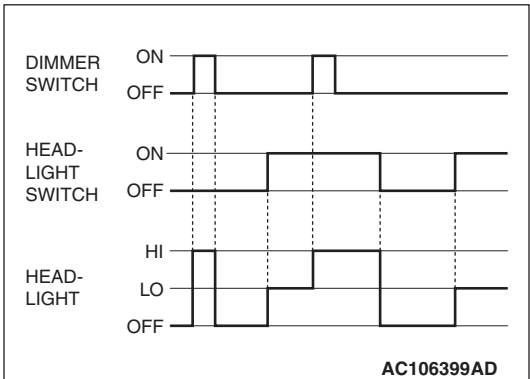 DIMMER
SWITCH
ON
OFF
HEAD-
LIGHT
SWITCH
ON
OFF
HEAD-
LIGHT
HI
LO
OFF
AC106399AD